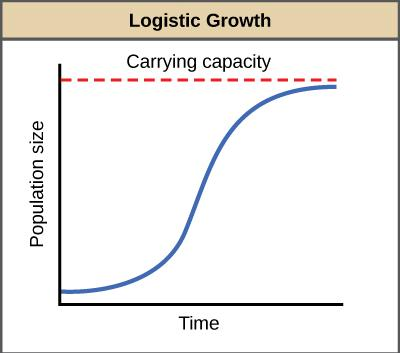 Logistic Growth
Carrying capacity
Population size
Time